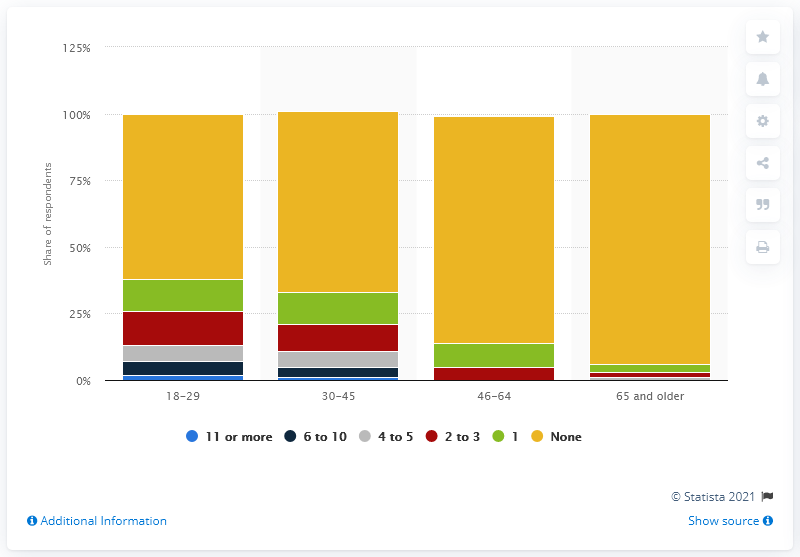 125%
100%
75%
50%
25%
0%
Share of respondents
18-29 30-45 46-64 65 and older
11 or more 6 to 10 4 to 5 2 to 3 1 None
© Statista 2021
Additional Information Show source